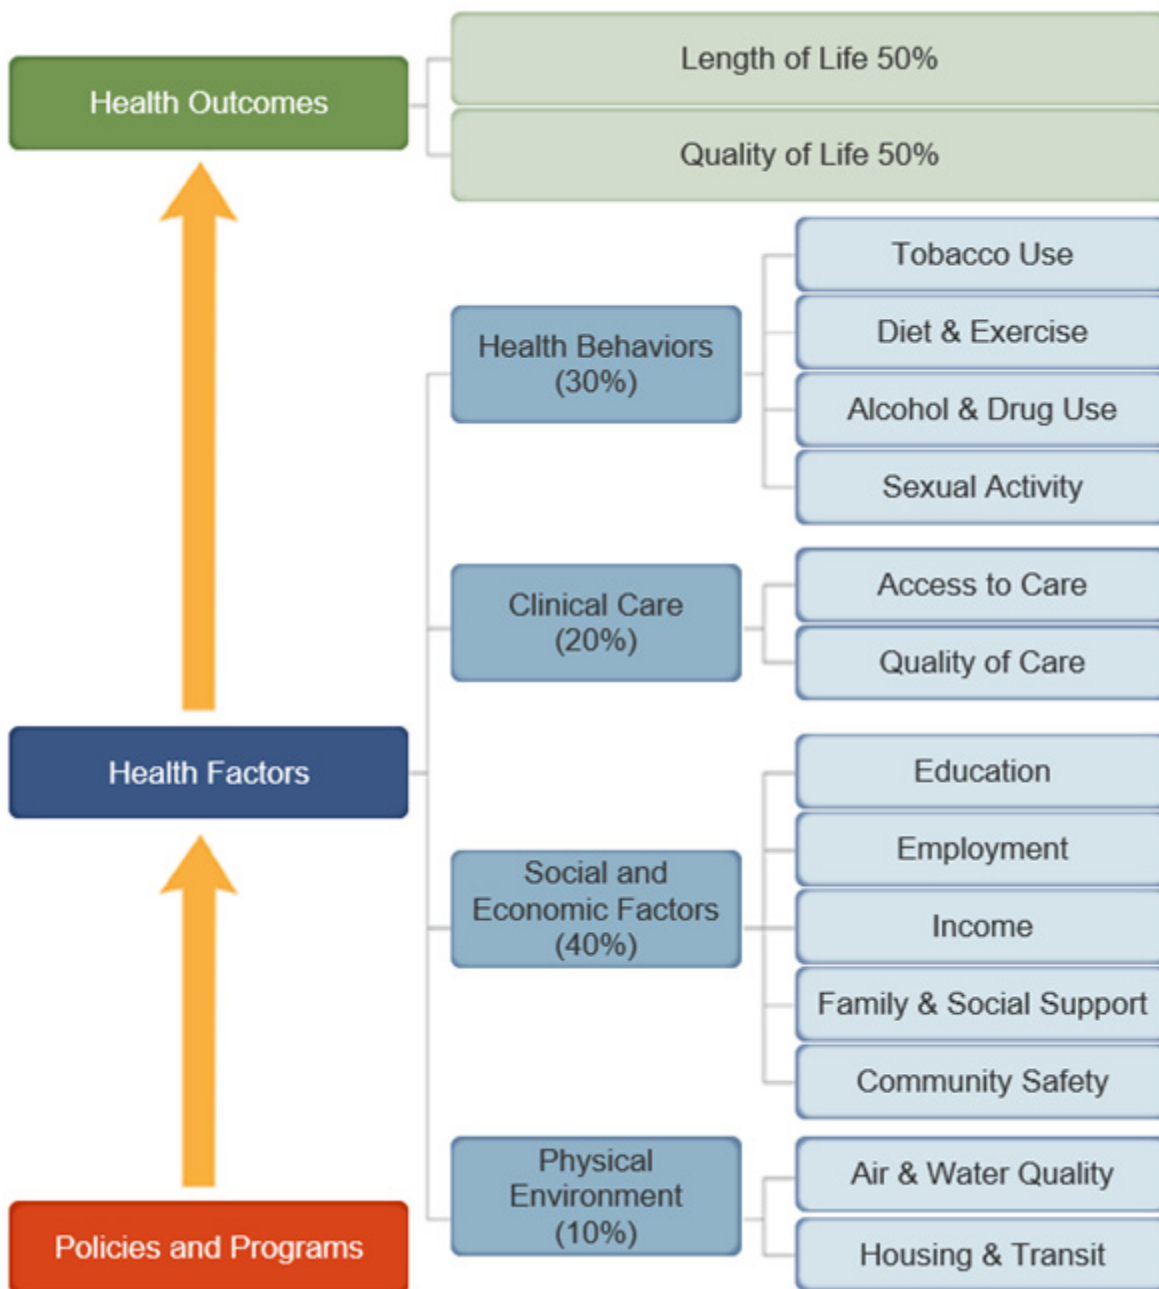 Health Outcomes
Length of Life 50%
Quality of Life 50%
Health Factors
Health Behaviors
(30%)
Tobacco Use
Diet & Exercise
Alcohol & Drug Use
Sexual Activity
Clinical Care
(20%)
Access to Care
Quality of Care
Social and
Economic Factors
(40%)
Education
Employment
Income
Family & Social Support
Community Safety
Physical
Environment
(10%)
Air & Water Quality
Housing & Transit
Policies and Programs